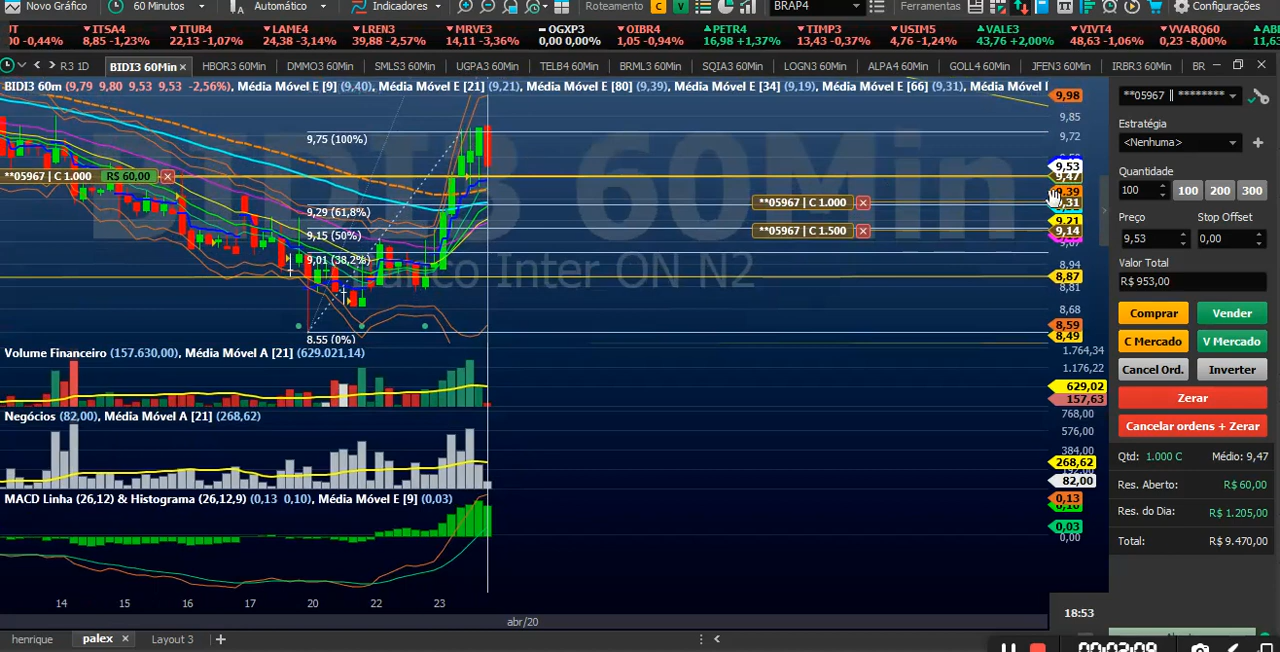 Novo Gráfico 60 Minutos Automático Indicadores Roteamento C V BRAP4 Ferramentas Configurações
ITSA4 ITUB4 LAME4 LREN3 MRVE3 OGXP3 OIBR4 PETR4 TIMP3 USIM5 VALE3 VIVT4 VVARQ60
-0,44% 8,85 -1,23% 22,13 -1,07% 24,38 -3,14% 39,88 -2,57% 14,11 -3,36% 0,00 0,00% 1,05 -0,94% 16,98 +1,37% 13,43 -0,37% 4,76 -1,24% 43,76 +2,00% 48,63 -1,06% 0,23 -8,00%
R3 1D BIDI3 60Min HBOR3 60Min DMMO3 60Min SMLS3 60Min UGPA3 60Min TELB4 60Min BRML3 60Min SQIA3 60Min LOGN3 60Min ALPA4 60Min GOLL4 60Min JFEN3 60Min IRBR3 60Min BR
BIDI3 60m (9,79 9,80 9,53 9,53 -2,56%), Média Móvel E [9] (9,40), Média Móvel E [21] (9,21), Média Móvel E [80] (9,39), Média Móvel E [34] (9,19), Média Móvel E [66] (9,31), Média Móvel
BIDI3 60Min
Banco Inter ON N2
9,75 (100%)
**05967 | C 1.000 R$ 60,00
9,29 (61,8%)
9,15 (50%)
9,01 (38,2%)
8.55 (0%)
**05967 | C 1.000
**05967 | C 1.500
9,98
9,85
9,72
9,53
9,47
9,21
9,14
8,94
8,87
8,81
8,68
8,59
8,49
Volume Financeiro (157.630,00), Média Móvel A [21] (629.021,14)
1.764,34
1.176,22
629,02
157,63
Negócios (82,00), Média Móvel A [21] (268,62)
768,00
576,00
384,00
268,62
82,00
MACD Linha (26,12) & Histograma (26,12,9) (0,13 0,10), Média Móvel E [9] (0,03)
0,13
0,03
0,00
14 15 16 17 20 22 23
abr/20
18:53
henrique palex Layout 3
**05967 | ********
Estratégia
<Nenhuma>
Quantidade
100 100 200 300
Preço Stop Offset
9,53 0,00
Valor Total
R$ 953,00
Comprar Vender
C Mercado V Mercado
Cancel Ord. Inverter
Zerar
Cancelar ordens + Zerar
Qtd: 1.000 C Médio: 9,47
Res. Aberto: R$ 60,00
Res. do Dia: R$ 1.205,00
Total: R$ 9.470,00